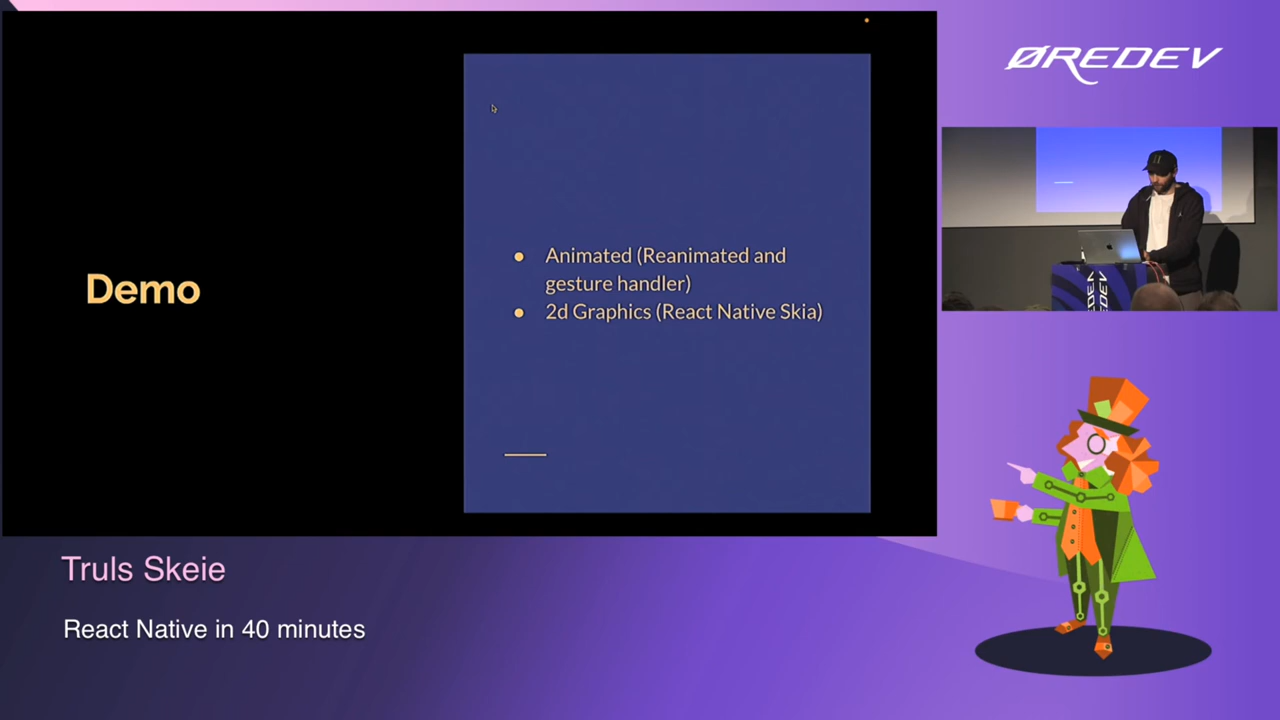 ØREDEV
Demo
Animated (Reanimated and
gesture handler)
2d Graphics (React Native Skia)
Truls Skeie
React Native in 40 minutes